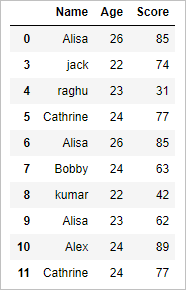 Name Age Score
0 Alisa 26 85
3 jack 22 74
4 raghu 23 31
5 Cathrine 24 77
6 Alisa 26 85
7 Bobby 24 63
8 kumar 22 42
9 Alisa 23 62
10 Alex 24 89
11 Cathrine 24 77